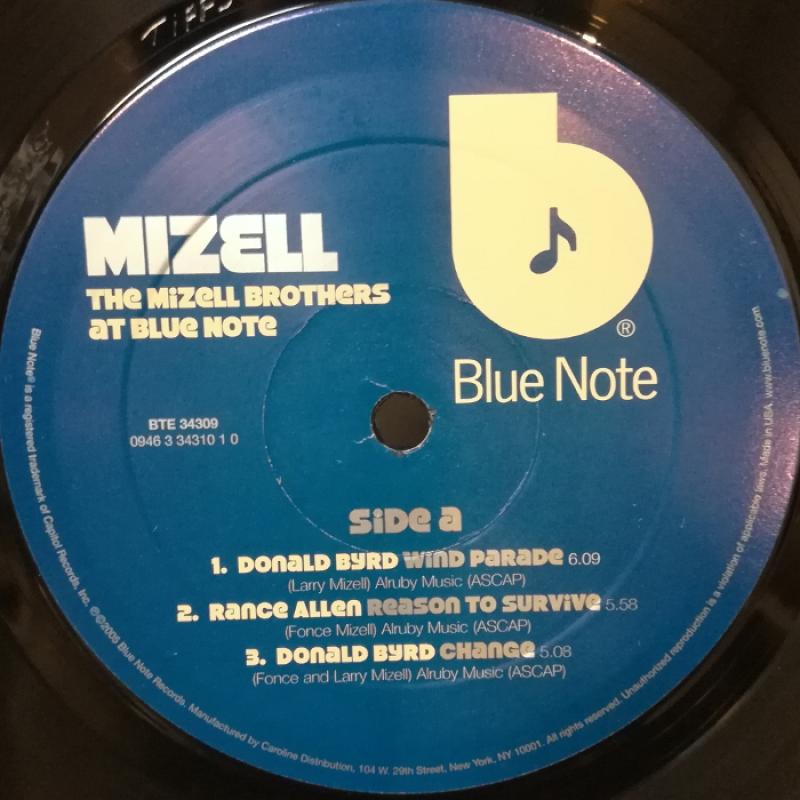 TIFFS
MIZELL
THE MIZELL BROTHERS
AT BLUE NOTE
b
®
Blue Note
BTE 34309
0946 3 34310 1 0
SIDE a
1. DONALD BYRD WIND PARADE 6.09
(Larry Mizell) Alruby Music (ASCAP)
2. RANCE ALLEN REASON TO SURVIVE 5.58
(Fonce Mizell) Alruby Music (ASCAP)
3. DONALD BYRD CHANGE 5.08
(Fonce and Larry Mizell) Alruby Music (ASCAP)
Blue Note® is a registered trademark of Capitol Records, Inc. ℗©2005 Blue Note Records. Manufactured by Caroline Distribution, 104 W. 29th Street, New York, NY 10001. All rights reserved. Unauthorized reproduction is a violation of applicable laws. Made in USA. www.bluenote.com